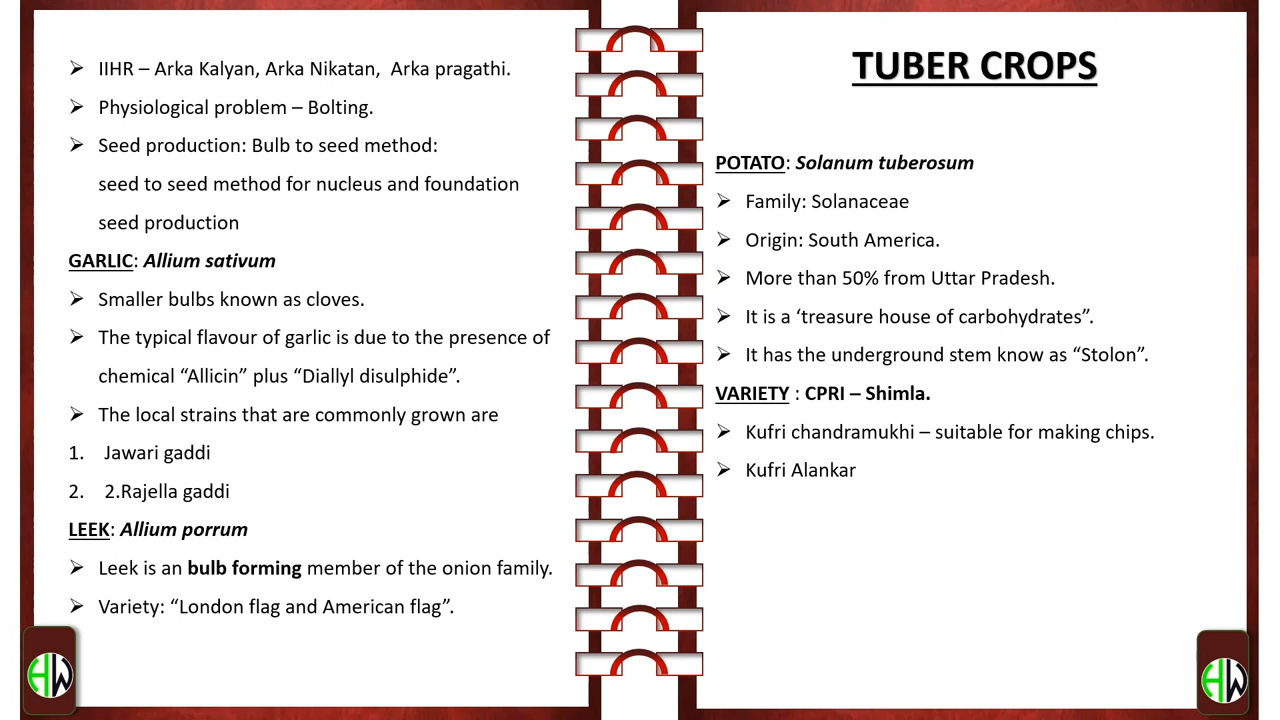 ➢ IIHR – Arka Kalyan, Arka Nikatan,  Arka pragathi.
➢ Physiological problem – Bolting.
➢ Seed production: Bulb to seed method:
seed to seed method for nucleus and foundation
seed production
GARLIC: Allium sativum
➢ Smaller bulbs known as cloves.
➢ The typical flavour of garlic is due to the presence of
chemical “Allicin” plus “Diallyl disulphide”.
➢ The local strains that are commonly grown are
1. Jawari gaddi
2. 2.Rajella gaddi
LEEK: Allium porrum
➢ Leek is an bulb forming member of the onion family.
➢ Variety: “London flag and American flag”.
HW
TUBER CROPS
POTATO: Solanum tuberosum
➢ Family: Solanaceae
➢ Origin: South America.
➢ More than 50% from Uttar Pradesh.
➢ It is a ‘treasure house of carbohydrates”.
➢ It has the underground stem know as “Stolon”.
VARIETY : CPRI – Shimla.
➢ Kufri chandramukhi – suitable for making chips.
➢ Kufri Alankar
HW